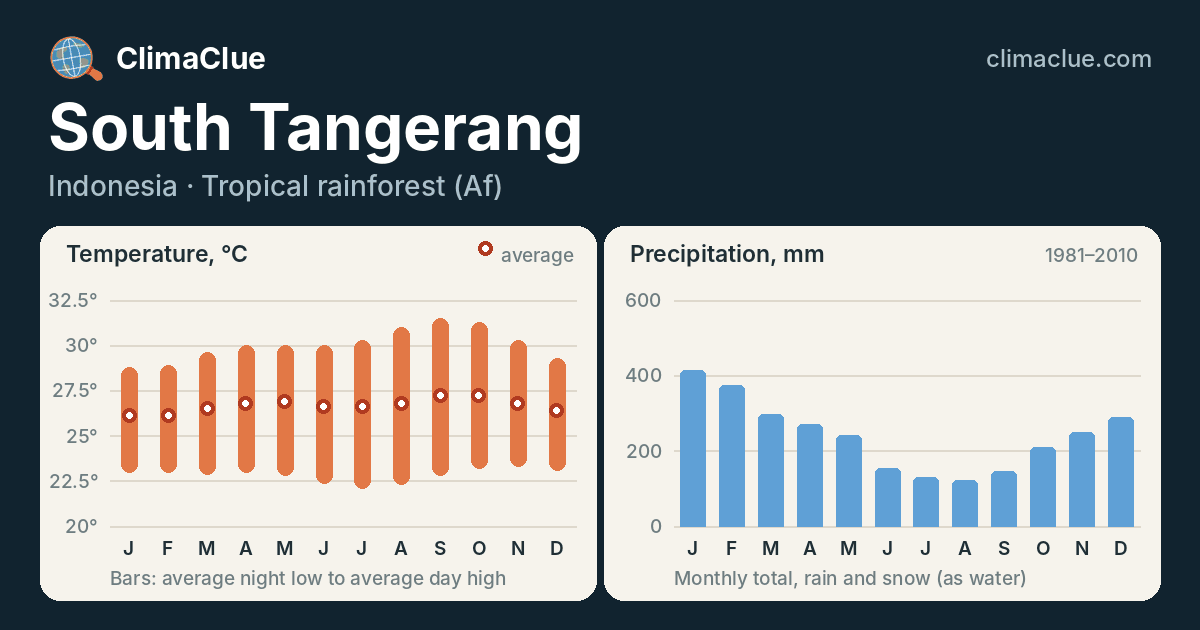 ClimaClue
climaclue.com
South Tangerang
Indonesia · Tropical rainforest (Af)
Temperature, °C
average
32.5°
30°
27.5°
25°
22.5°
20°
J F M A M J J A S O N D
Bars: average night low to average day high
Precipitation, mm
1981–2010
600
400
200
0
J F M A M J J A S O N D
Monthly total, rain and snow (as water)